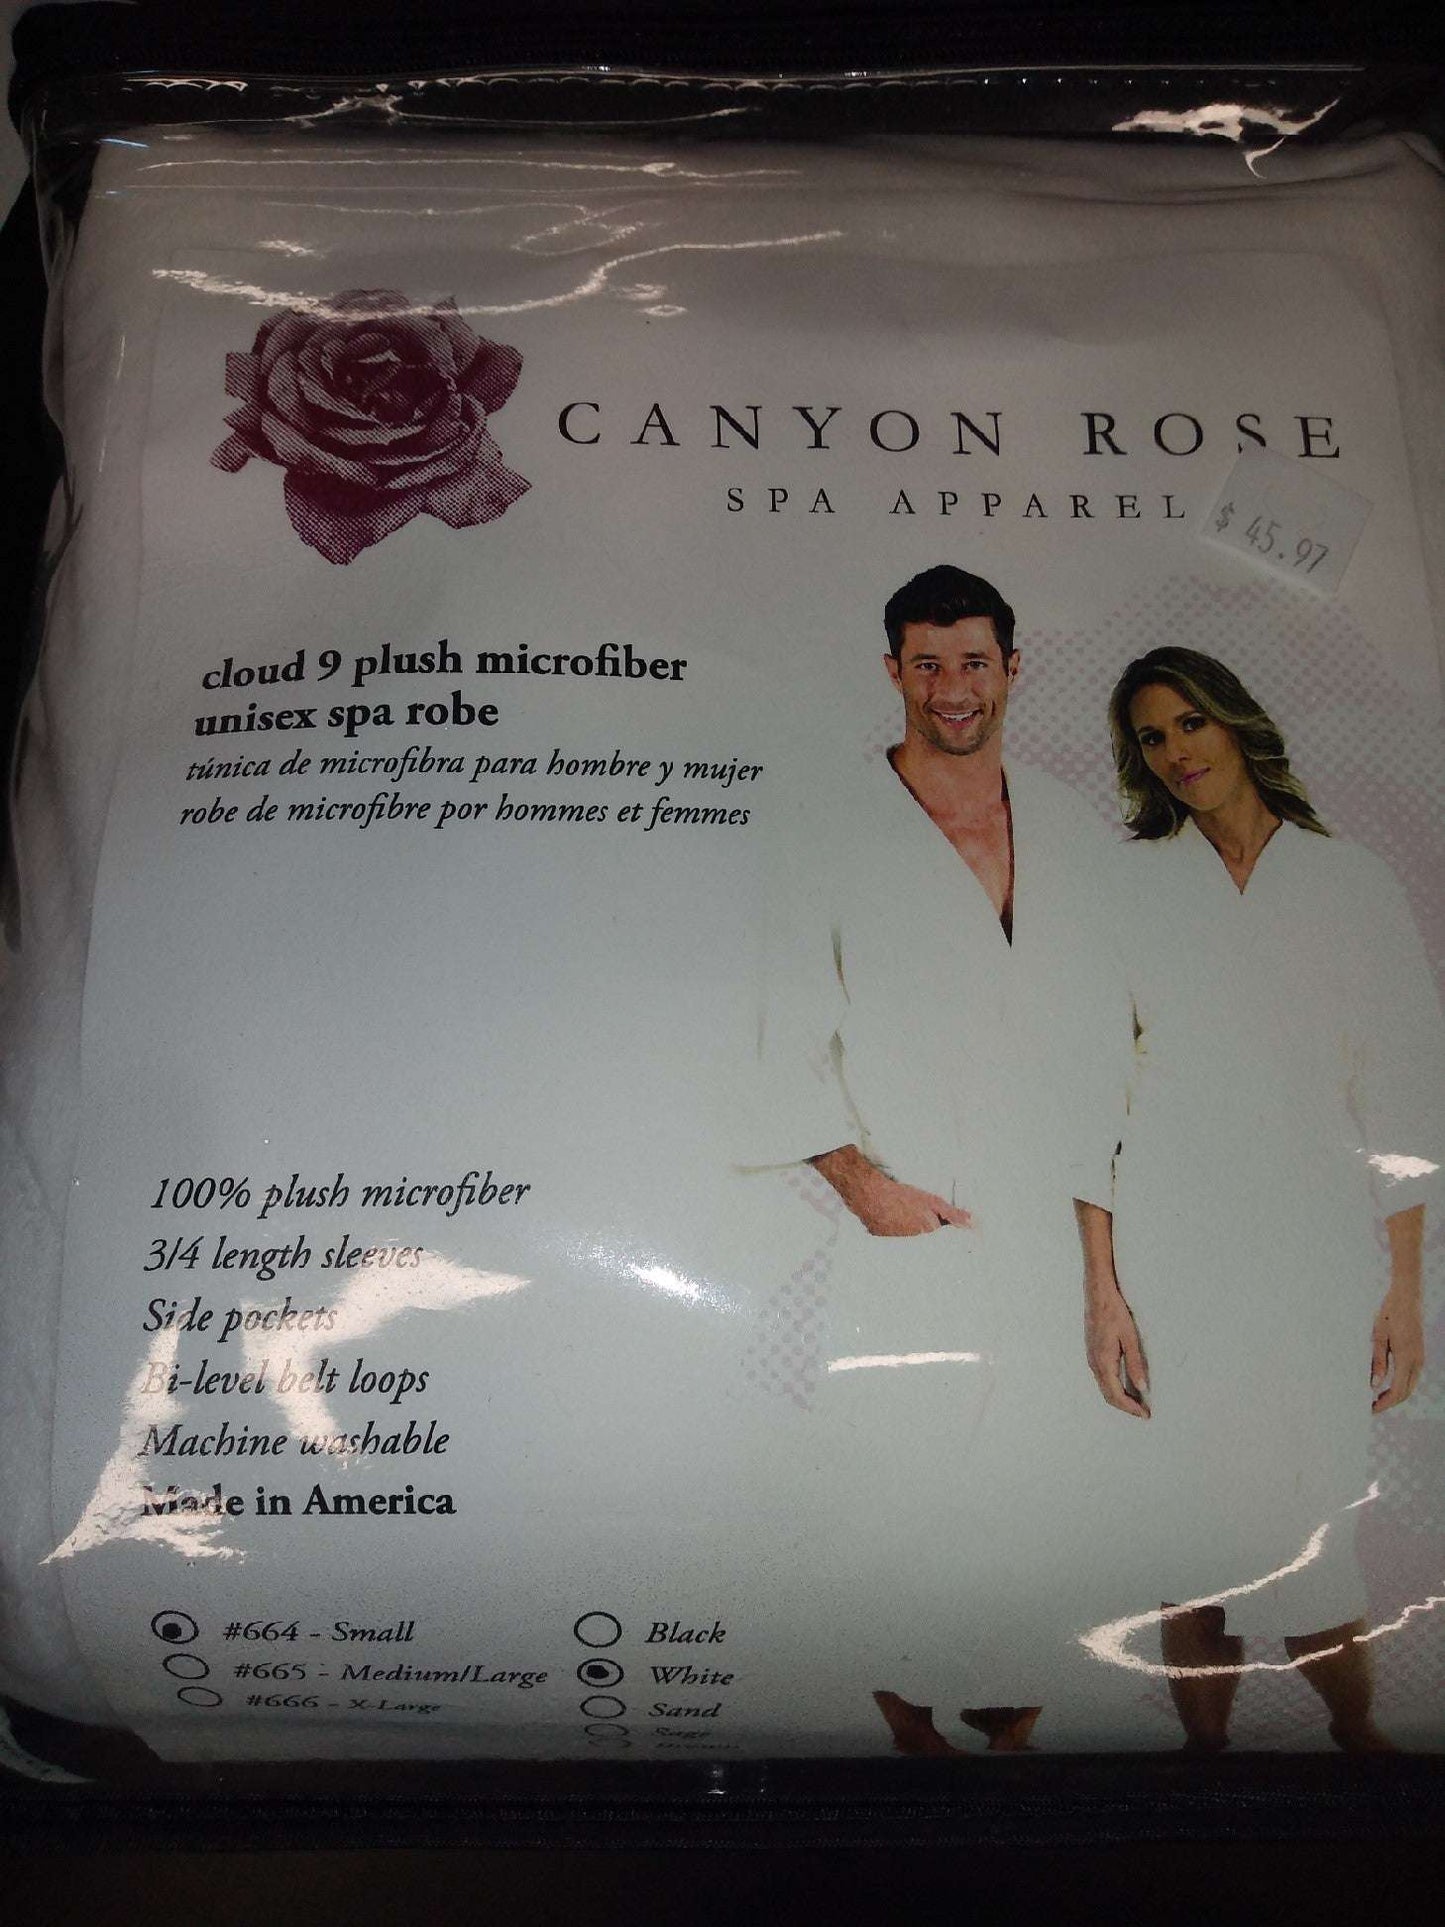 CANYON ROSE
SPA APPAREL
$ 45.97
cloud 9 plush microfiber
unisex spa robe
túnica de microfibra para hombre y mujer
robe de microfibre por hommes et femmes
100% plush microfiber
3/4 length sleeves
Side pockets
Bi-level belt loops
Machine washable
Made in America
#664 - Small
#665 - Medium/Large
#666 - X-Large
Black
White
Sand
Sage